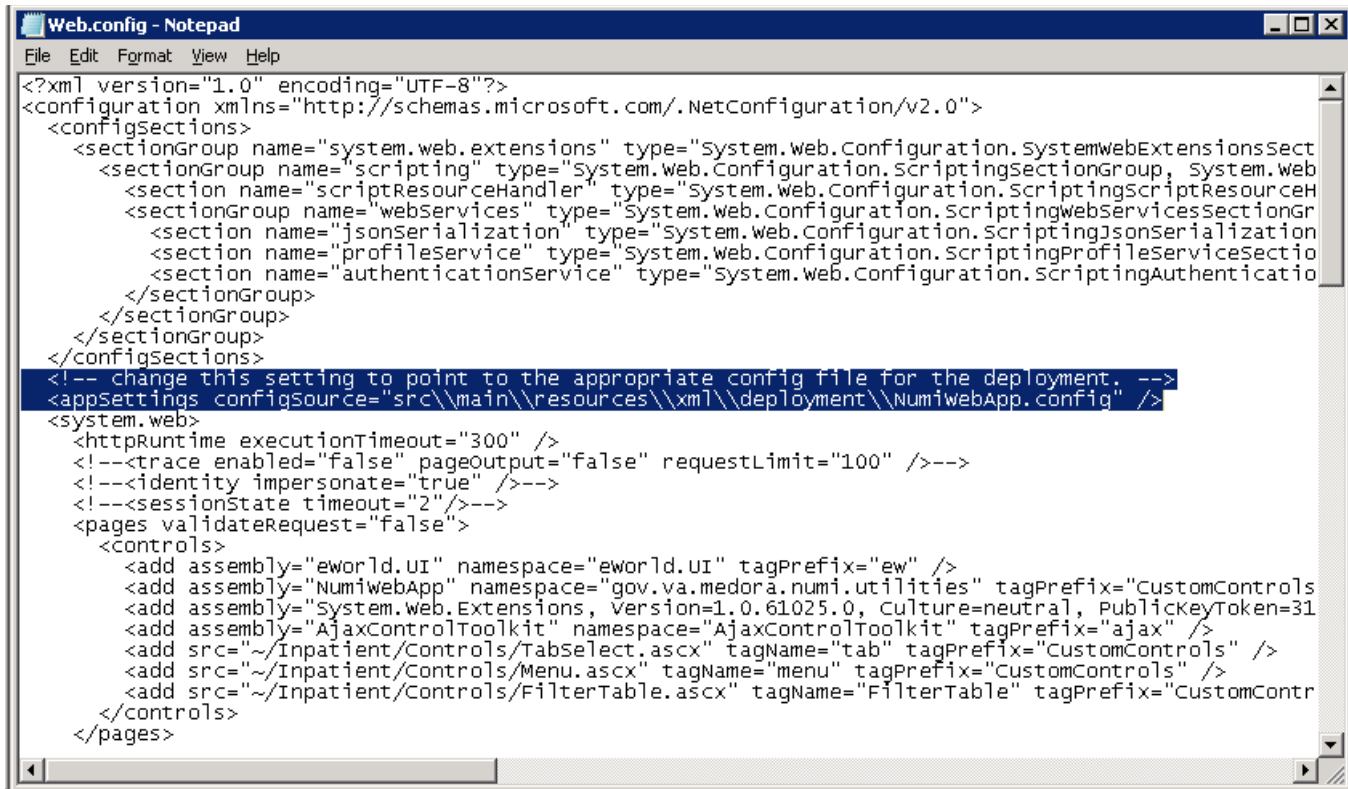 Web.config - Notepad
File Edit Format View Help
<?xml version="1.0" encoding="UTF-8"?>
<configuration xmlns="http://schemas.microsoft.com/.NetConfiguration/v2.0">
  <configSections>
    <sectionGroup name="system.web.extensions" type="System.Web.Configuration.SystemWebExtensionsSect
      <sectionGroup name="scripting" type="System.Web.Configuration.ScriptingSectionGroup, System.Web
        <section name="scriptResourceHandler" type="System.Web.Configuration.ScriptingScriptResourceH
        <sectionGroup name="webServices" type="System.Web.Configuration.ScriptingWebServicesSectionGr
          <section name="jsonSerialization" type="System.Web.Configuration.ScriptingJsonSerialization
          <section name="profileService" type="System.Web.Configuration.ScriptingProfileServiceSectio
          <section name="authenticationService" type="System.Web.Configuration.ScriptingAuthenticatio
        </sectionGroup>
      </sectionGroup>
    </sectionGroup>
  </configSections>
  <!-- change this setting to point to the appropriate config file for the deployment. -->
  <appSettings configSource="src\\main\\resources\\xml\\deployment\\NumiWebApp.config" />
  <system.web>
    <httpRuntime executionTimeout="300" />
    <!--<trace enabled="false" pageOutput="false" requestLimit="100" />-->
    <!--<identity impersonate="true" />-->
    <!--<sessionState timeout="2"/>-->
    <pages validateRequest="false">
      <controls>
        <add assembly="eWorld.UI" namespace="eWorld.UI" tagPrefix="ew" />
        <add assembly="NumiWebApp" namespace="gov.va.medora.numi.utilities" tagPrefix="CustomControls
        <add assembly="System.Web.Extensions, Version=1.0.61025.0, Culture=neutral, PublicKeyToken=31
        <add assembly="AjaxControlToolkit" namespace="AjaxControlToolkit" tagPrefix="ajax" />
        <add src="~/Inpatient/Controls/TabSelect.ascx" tagName="tab" tagPrefix="CustomControls" />
        <add src="~/Inpatient/Controls/Menu.ascx" tagName="menu" tagPrefix="CustomControls" />
        <add src="~/Inpatient/Controls/FilterTable.ascx" tagName="FilterTable" tagPrefix="CustomContr
      </controls>
    </pages>